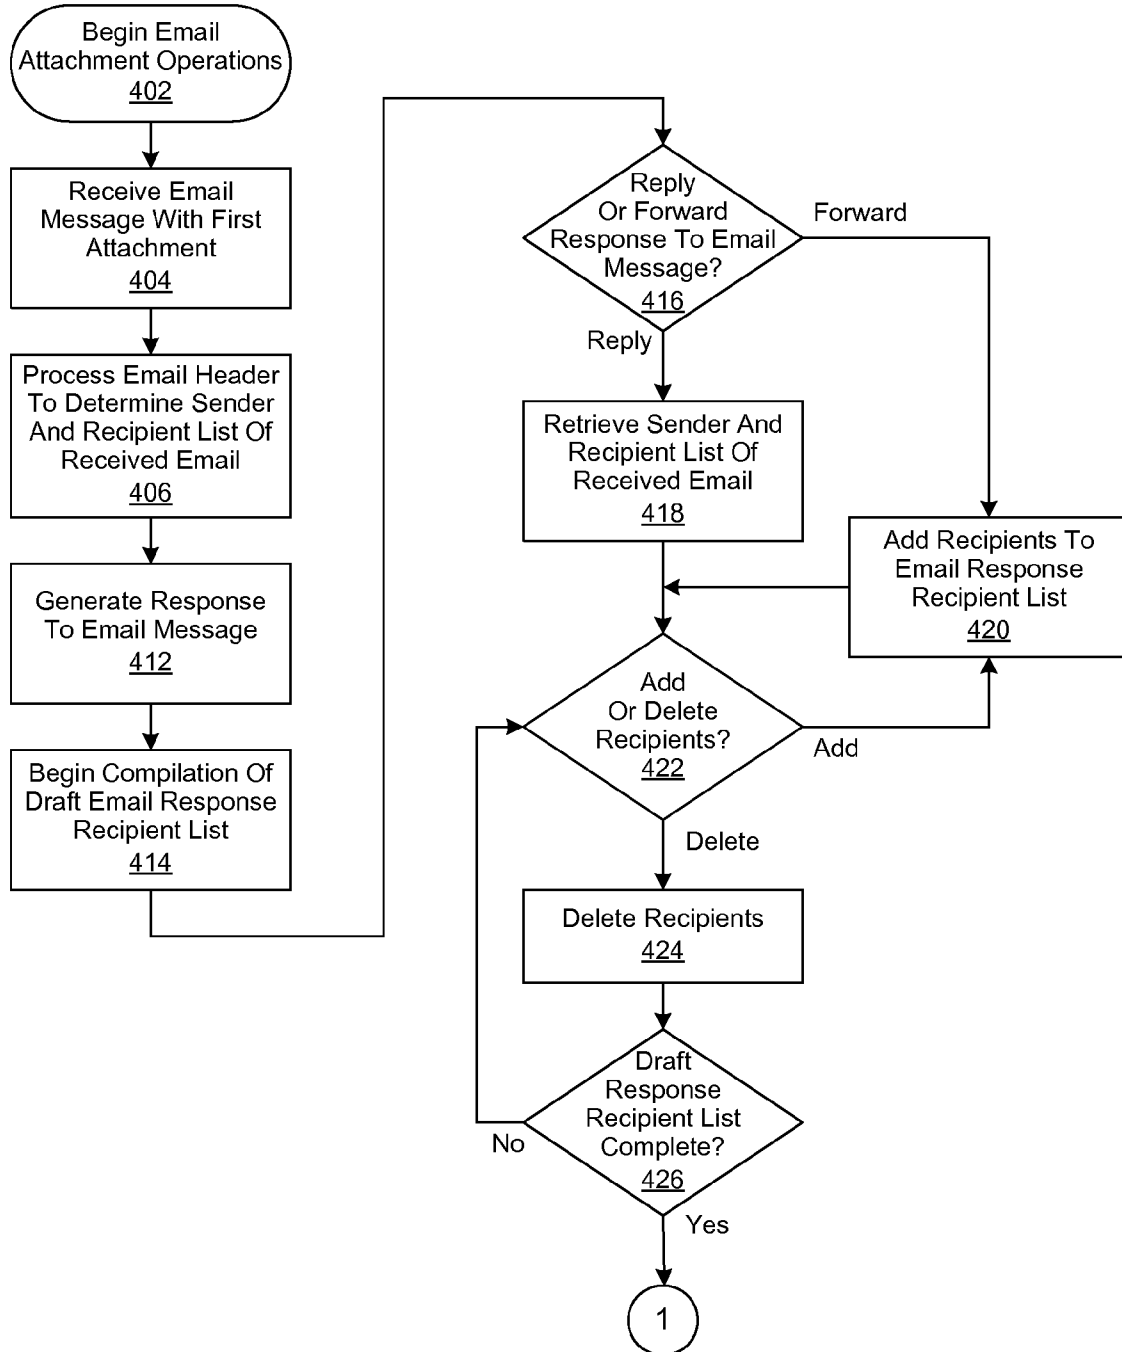 Begin Email
Attachment Operations
402
Receive Email
Message With First
Attachment
404
Process Email Header
To Determine Sender
And Recipient List Of
Received Email
406
Generate Response
To Email Message
412
Begin Compilation Of
Draft Email Response
Recipient List
414
Reply
Or Forward
Response To Email
Message?
416
Forward
Reply
Retrieve Sender And
Recipient List Of
Received Email
418
Add Recipients To
Email Response
Recipient List
420
Add
Or Delete
Recipients?
422
Add
Delete
Delete Recipients
424
Draft
Response
Recipient List
Complete?
426
No
Yes
1